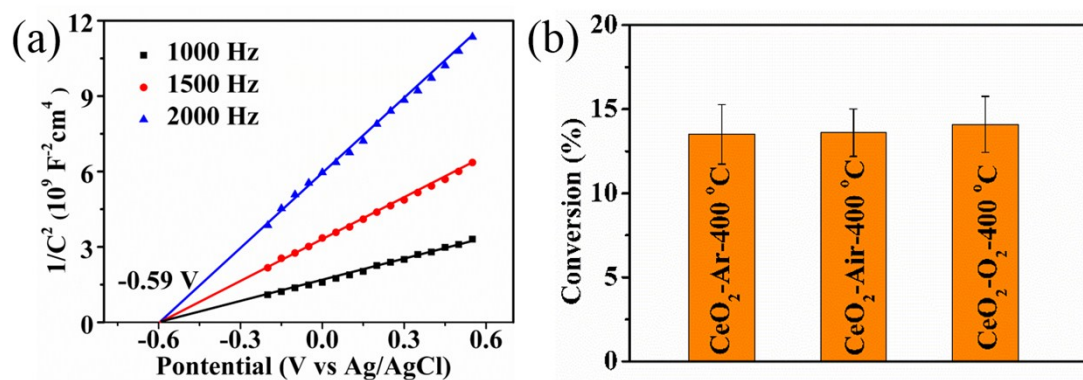 (a)
12
9
6
3
0
1/C² (10⁹ F⁻²cm⁴)
1000 Hz
1500 Hz
2000 Hz
-0.59 V
-0.6 -0.3 0.0 0.3 0.6
Pontential (V vs Ag/AgCl)
(b)
20
15
10
5
0
Conversion (%)
CeO₂-Ar-400 °C
CeO₂-Air-400 °C
CeO₂-O₂-400 °C